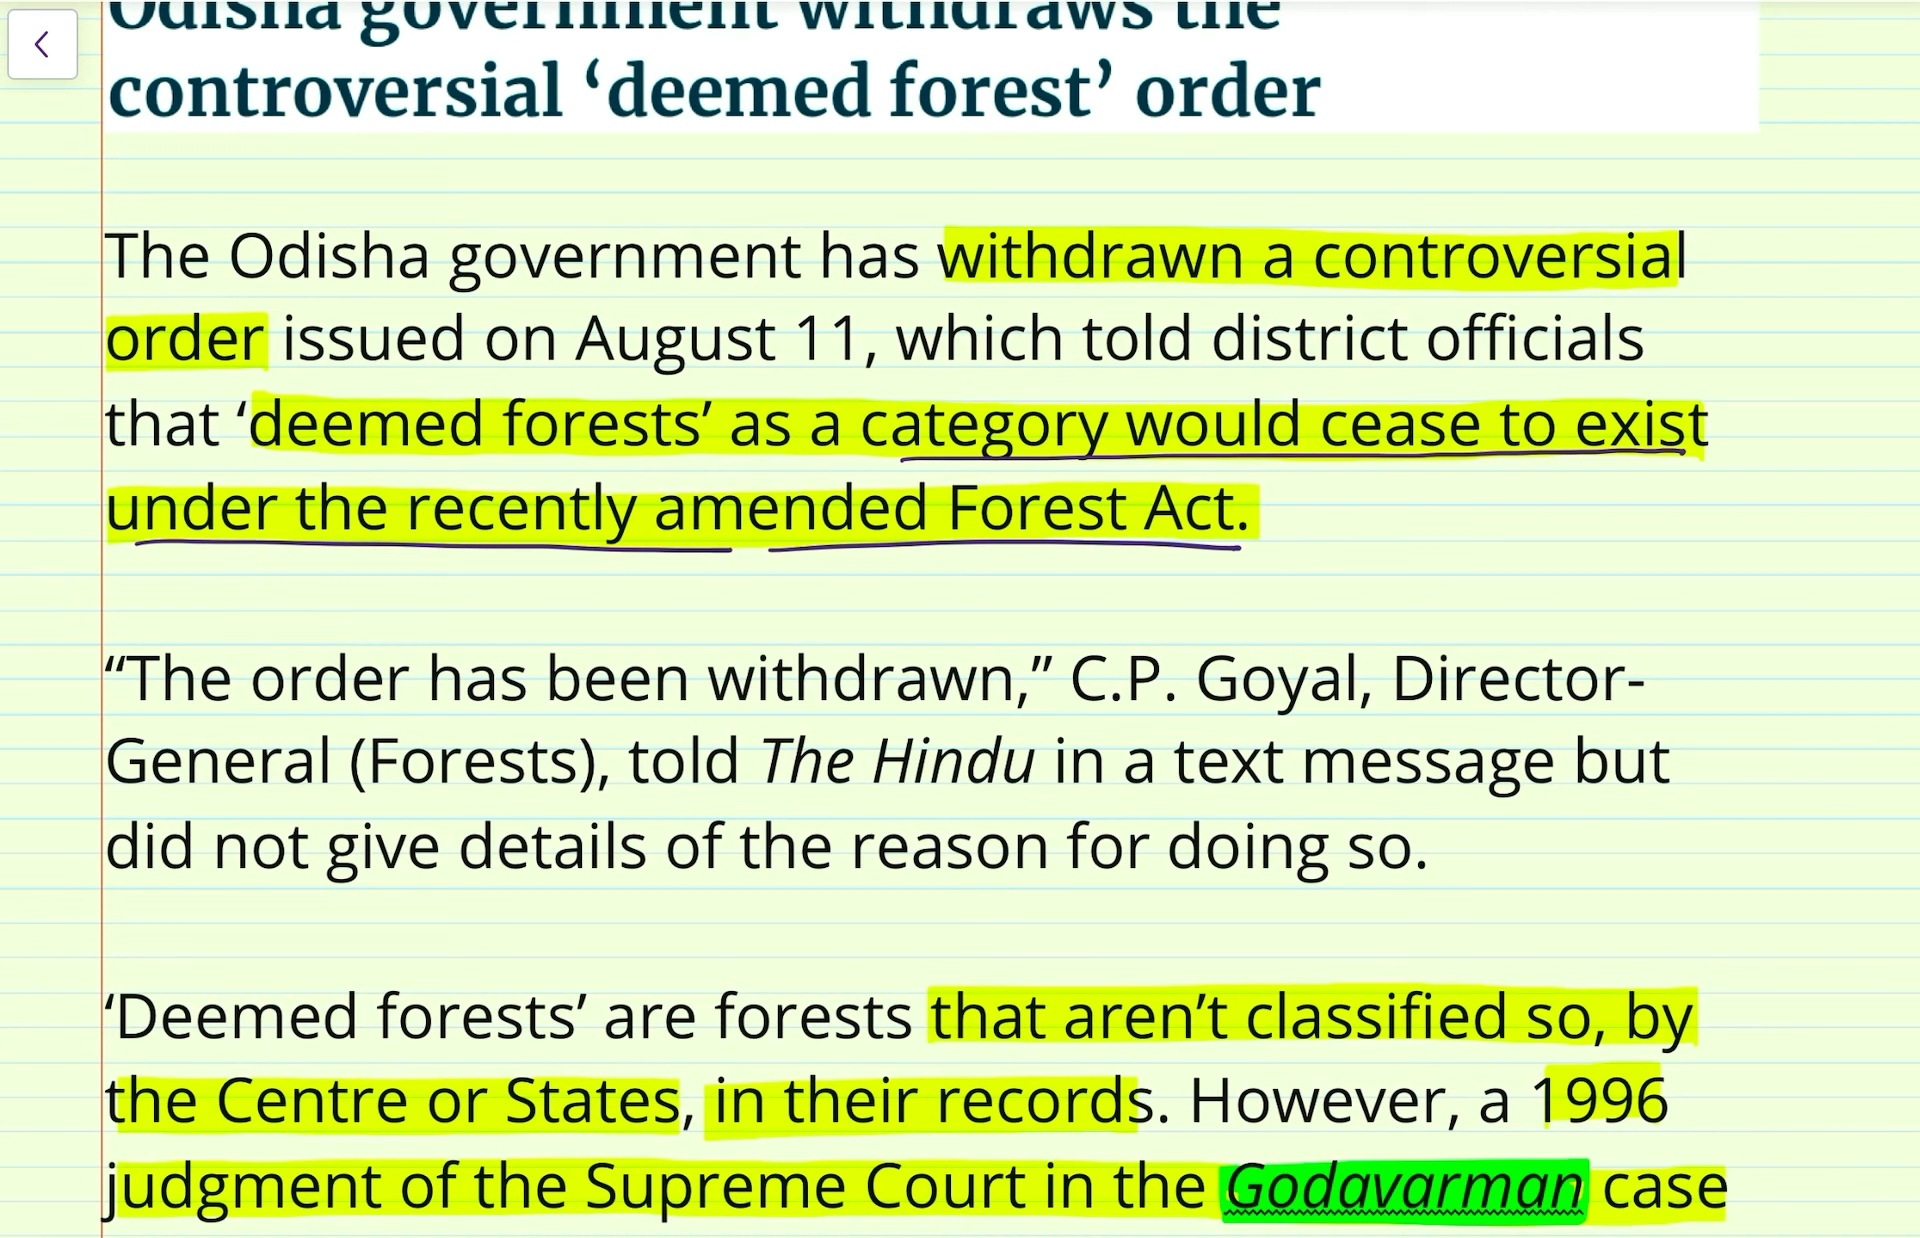 Odisha government withdraws the
controversial ‘deemed forest’ order
The Odisha government has withdrawn a controversial
order issued on August 11, which told district officials
that ‘deemed forests’ as a category would cease to exist
under the recently amended Forest Act.
“The order has been withdrawn,” C.P. Goyal, Director-
General (Forests), told The Hindu in a text message but
did not give details of the reason for doing so.
‘Deemed forests’ are forests that aren’t classified so, by
the Centre or States, in their records. However, a 1996
judgment of the Supreme Court in the Godavarman case